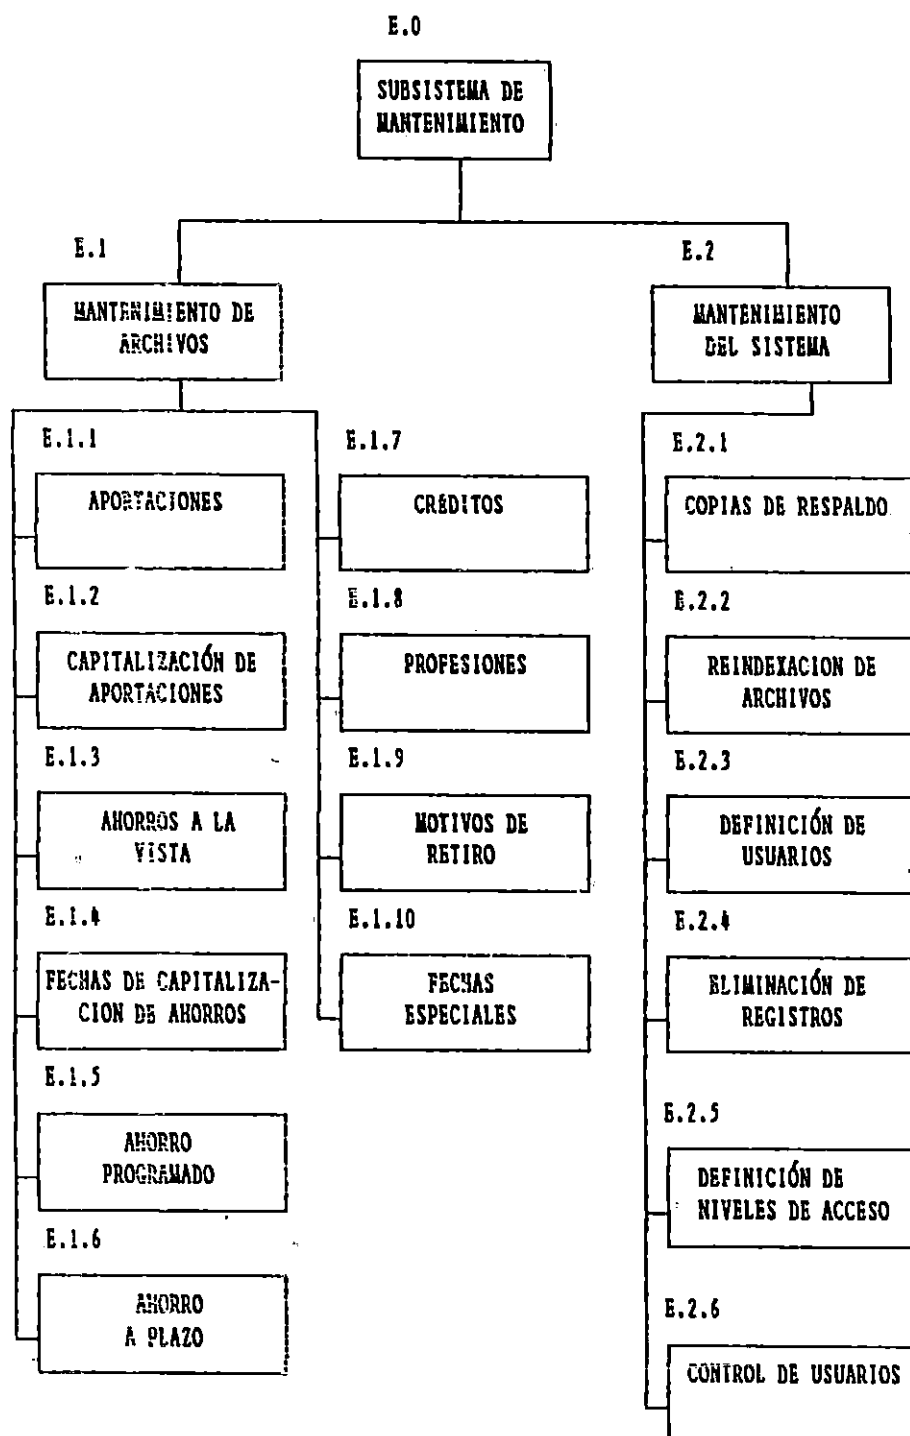 E.0
SUBSISTEMA DE
MANTENIMIENTO
E.1
MANTENIMIENTO DE
ARCHIVOS
E.2
MANTENIMIENTO
DEL SISTEMA
E.1.1
APORTACIONES
E.1.2
CAPITALIZACIÓN DE
APORTACIONES
E.1.3
AHORROS A LA
VISTA
E.1.4
FECHAS DE CAPITALIZA-
CION DE AHORROS
E.1.5
AHORRO
PROGRAMADO
E.1.6
AHORRO
A PLAZO
E.1.7
CRÉDITOS
E.1.8
PROFESIONES
E.1.9
MOTIVOS DE
RETIRO
E.1.10
FECHAS
ESPECIALES
E.2.1
COPIAS DE RESPALDO
E.2.2
REINDEXACION DE
ARCHIVOS
E.2.3
DEFINICIÓN DE
USUARIOS
E.2.4
ELIMINACIÓN DE
REGISTROS
E.2.5
DEFINICIÓN DE
NIVELES DE ACCESO
E.2.6
CONTROL DE USUARIOS